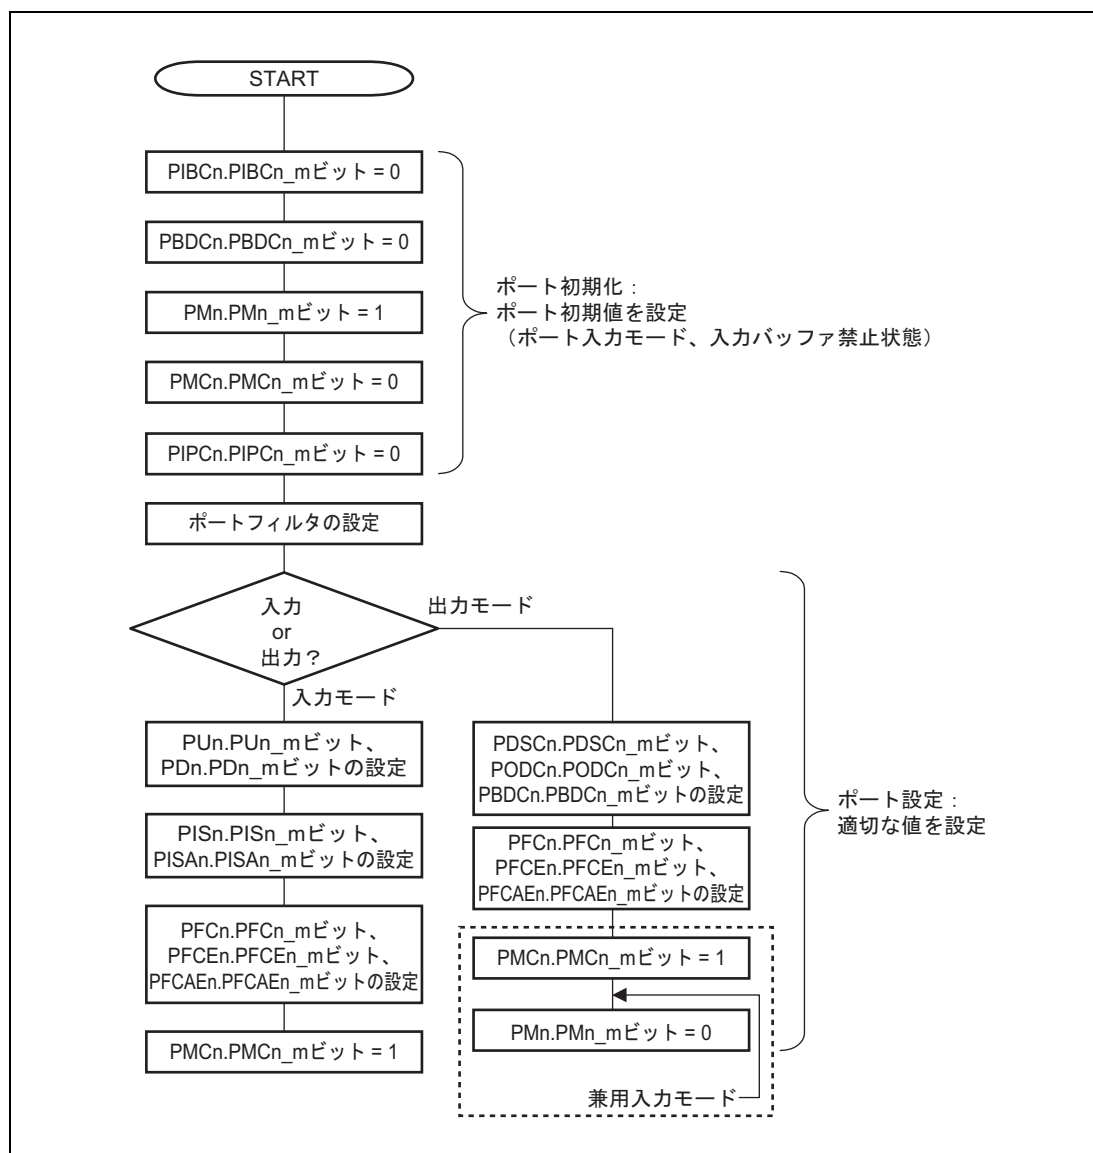 START
PIBCn.PIBCn_mビット = 0
PBDCn.PBDCn_mビット = 0
PMn.PMn_mビット = 1
PMCn.PMCn_mビット = 0
PIPCn.PIPCn_mビット = 0
ポート初期化：
ポート初期値を設定
（ポート入力モード、入力バッファ禁止状態）
ポートフィルタの設定
入力
or
出力？
出力モード
入力モード
PUn.PUn_mビット、
PDn.PDn_mビットの設定
PISn.PISn_mビット、
PISAn.PISAn_mビットの設定
PFCn.PFCn_mビット、
PFCEn.PFCEn_mビット、
PFCAEn.PFCAEn_mビットの設定
PMCn.PMCn_mビット = 1
PDSCn.PDSCn_mビット、
PODCn.PODCn_mビット、
PBDCn.PBDCn_mビットの設定
PFCn.PFCn_mビット、
PFCEn.PFCEn_mビット、
PFCAEn.PFCAEn_mビットの設定
PMCn.PMCn_mビット = 1
PMn.PMn_mビット = 0
兼用入力モード
ポート設定：
適切な値を設定